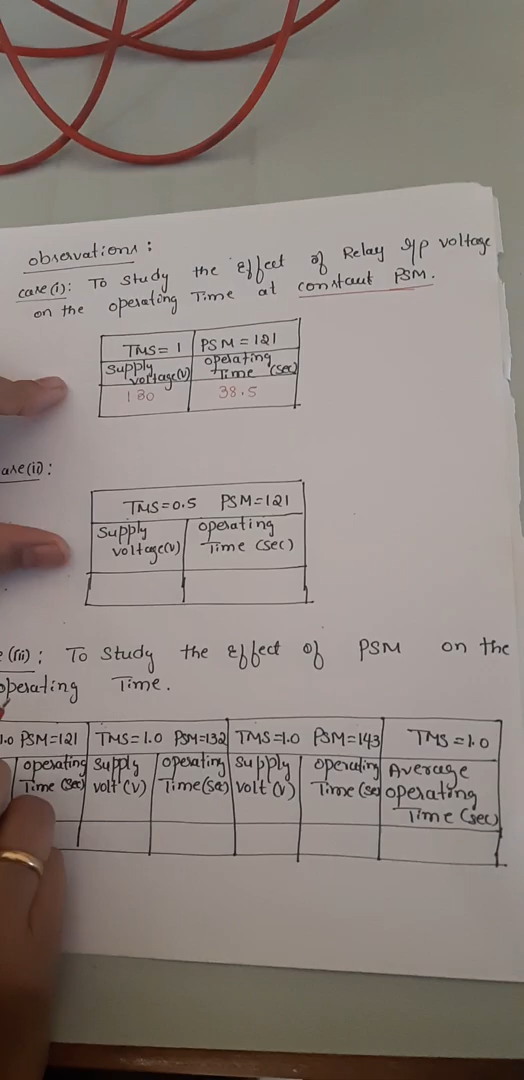 observations:
case(i): To study the effect of Relay I/p voltage
on the operating Time at constant PSM.
TMS=1 PSM=121
supply voltage(V) operating Time (sec)
130 38.5
ase(ii):
TMS=0.5 PSM=121
supply voltage(V) operating Time (sec)
e(iii): To study the effect of PSM on the
operating Time.
1.0 PSM=121 TMS=1.0 PSM=132 TMS=1.0 PSM=143 TMS=1.0
operating Time (sec) supply volt'(V) operating Time(sec) supply volt'(V) operating Time (se Average operating Time (sec)